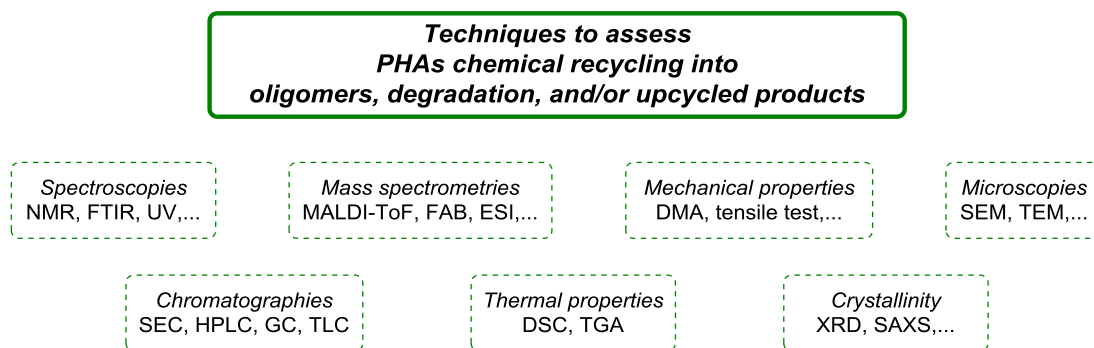 Techniques to assess
PHAs chemical recycling into
oligomers, degradation, and/or upcycled products
Spectroscopies
NMR, FTIR, UV,...
Mass spectrometries
MALDI-ToF, FAB, ESI,...
Mechanical properties
DMA, tensile test,...
Microscopies
SEM, TEM,...
Chromatographies
SEC, HPLC, GC, TLC
Thermal properties
DSC, TGA
Crystallinity
XRD, SAXS,...